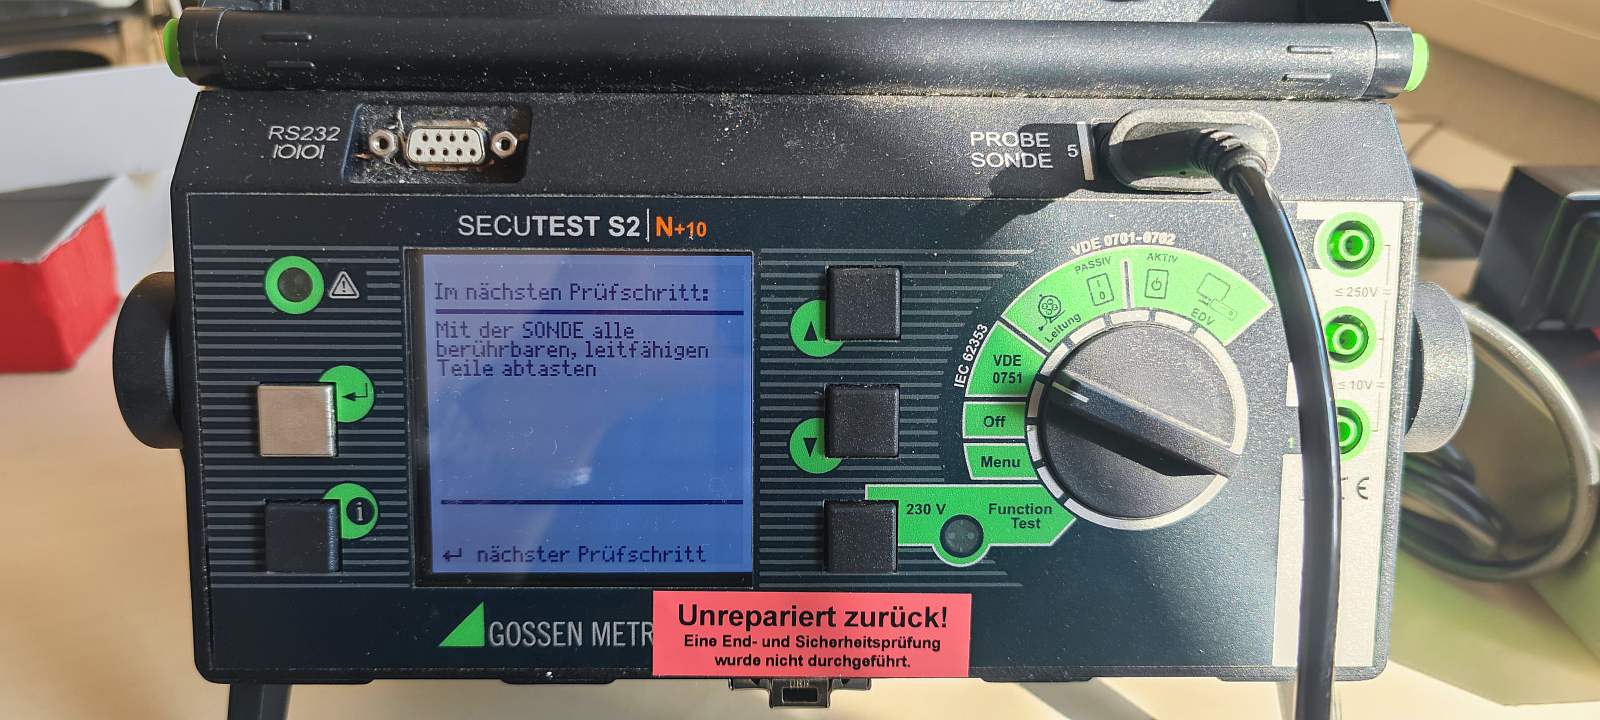 RS232
10101
PROBE
SONDE 5
SECUTEST S2 N+10
VDE 0701-0702
PASSIV
AKTIV
Leitung
EDV
IEC 62353
VDE
0751
Off
Menu
230 V
Function
Test
≤ 250V
≤ 10V
Im nächsten Prüfschritt:
Mit der SONDE alle
berührbaren, leitfähigen
Teile abtasten
↵ nächster Prüfschritt
i
GOSSEN METR
Unrepariert zurück!
Eine End- und Sicherheitsprüfung
wurde nicht durchgeführt.